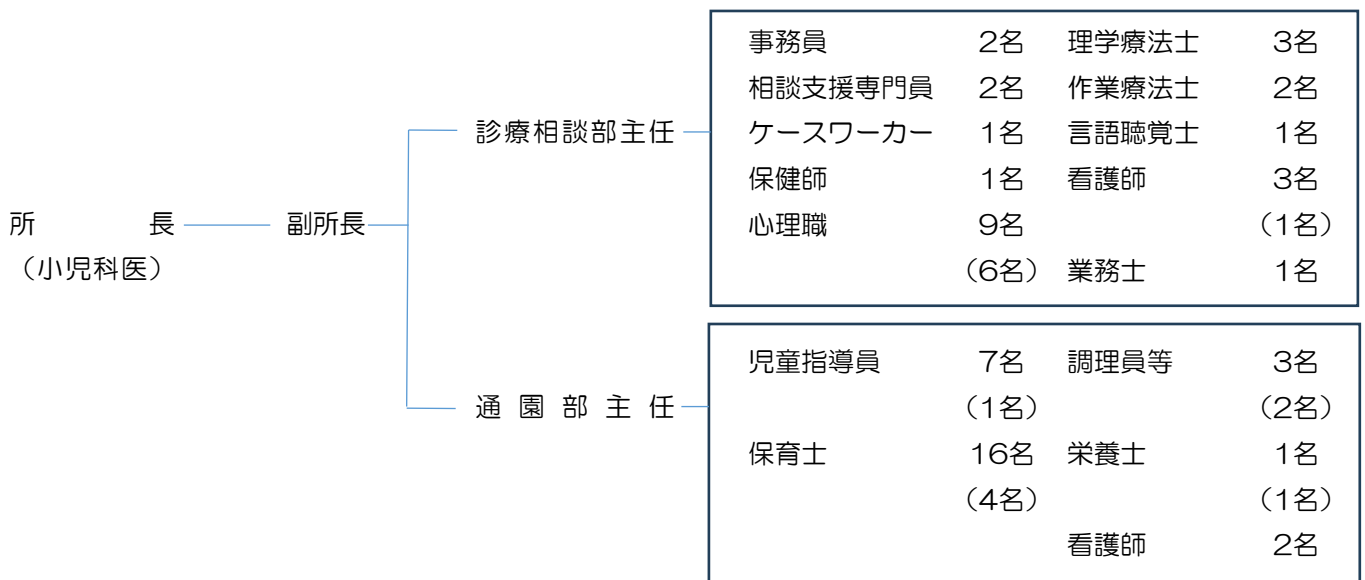 事務員 2名 理学療法士 3名
相談支援専門員 2名 作業療法士 2名
診療相談部主任 ケースワーカー 1名 言語聴覚士 1名
保健師 1名 看護師 3名
所長 副所長 心理職 9名 (1名)
(小児科医) (6名) 業務士 1名
児童指導員 7名 調理員等 3名
通園部主任 (1名) (2名)
保育士 16名 栄養士 1名
(4名) (1名)
看護師 2名